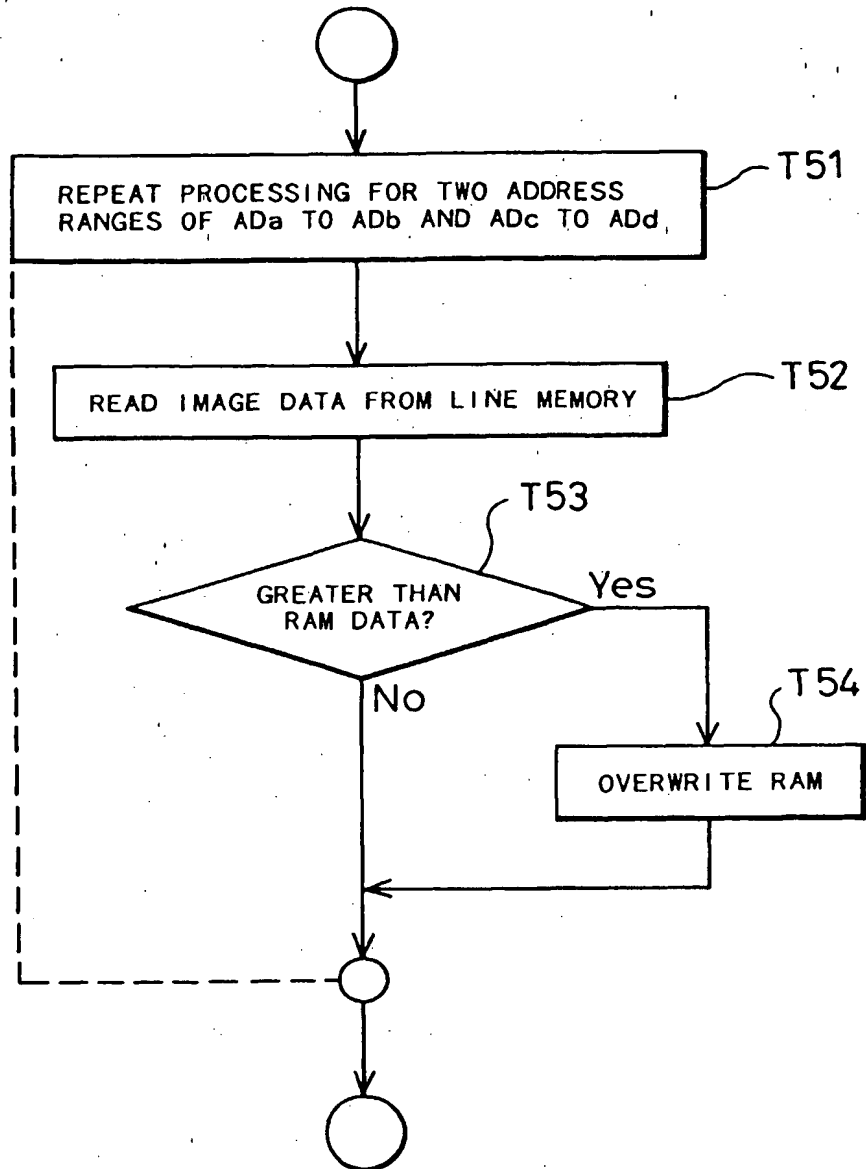 REPEAT PROCESSING FOR TWO ADDRESS
RANGES OF ADa TO ADb AND ADc TO ADd
T51
READ IMAGE DATA FROM LINE MEMORY
T52
T53
GREATER THAN
RAM DATA?
Yes
No
T54
OVERWRITE RAM